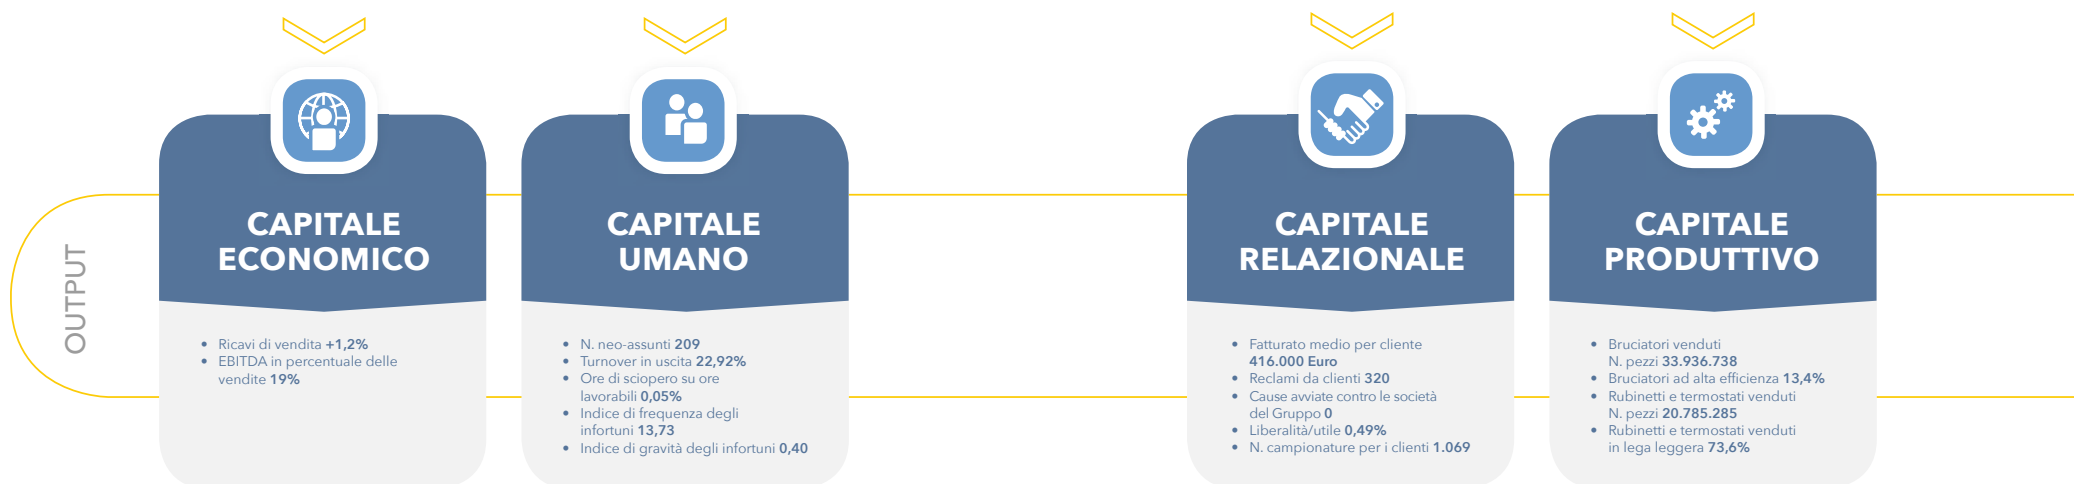 OUTPUT
CAPITALE
ECONOMICO
• Ricavi di vendita +1,2%
• EBITDA in percentuale delle
vendite 19%
CAPITALE
UMANO
• N. neo-assunti 209
• Turnover in uscita 22,92%
• Ore di sciopero su ore
lavorabili 0,05%
• Indice di frequenza degli
infortuni 13,73
• Indice di gravità degli infortuni 0,40
CAPITALE
RELAZIONALE
• Fatturato medio per cliente
416.000 Euro
• Reclami da clienti 320
• Cause avviate contro le società
del Gruppo 0
• Liberalità/utile 0,49%
• N. campionature per i clienti 1.069
CAPITALE
PRODUTTIVO
• Bruciatori venduti
N. pezzi 33.936.738
• Bruciatori ad alta efficienza 13,4%
• Rubinetti e termostati venduti
N. pezzi 20.785.285
• Rubinetti e termostati venduti
in lega leggera 73,6%